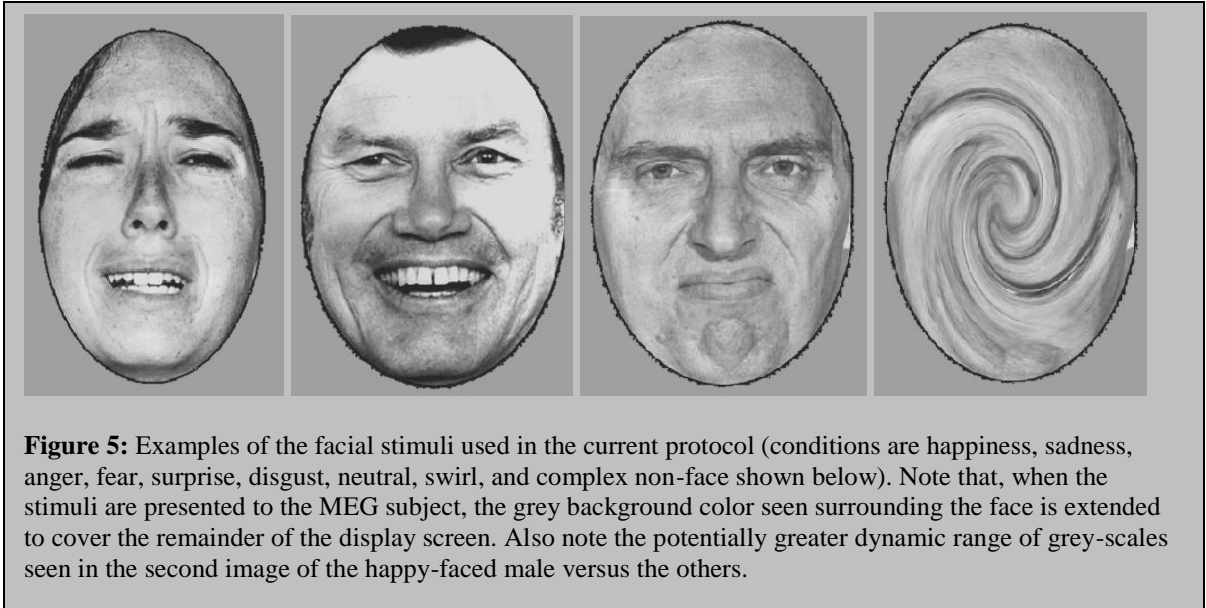 Figure 5: Examples of the facial stimuli used in the current protocol (conditions are happiness, sadness,
anger, fear, surprise, disgust, neutral, swirl, and complex non-face shown below). Note that, when the
stimuli are presented to the MEG subject, the grey background color seen surrounding the face is extended
to cover the remainder of the display screen. Also note the potentially greater dynamic range of grey-scales
seen in the second image of the happy-faced male versus the others.